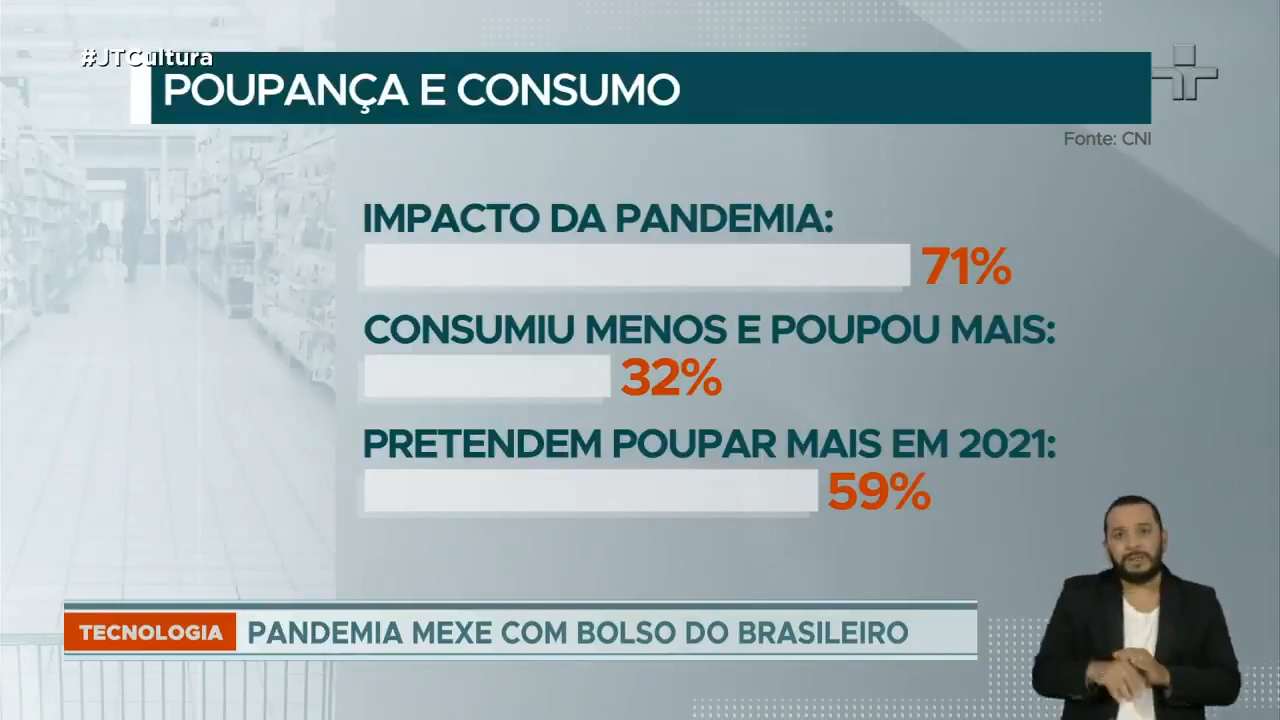 #JTCultura
POUPANÇA E CONSUMO
Fonte: CNI
IMPACTO DA PANDEMIA:
71%
CONSUMIU MENOS E POUPOU MAIS:
32%
PRETENDEM POUPAR MAIS EM 2021:
59%
TECNOLOGIA PANDEMIA MEXE COM BOLSO DO BRASILEIRO